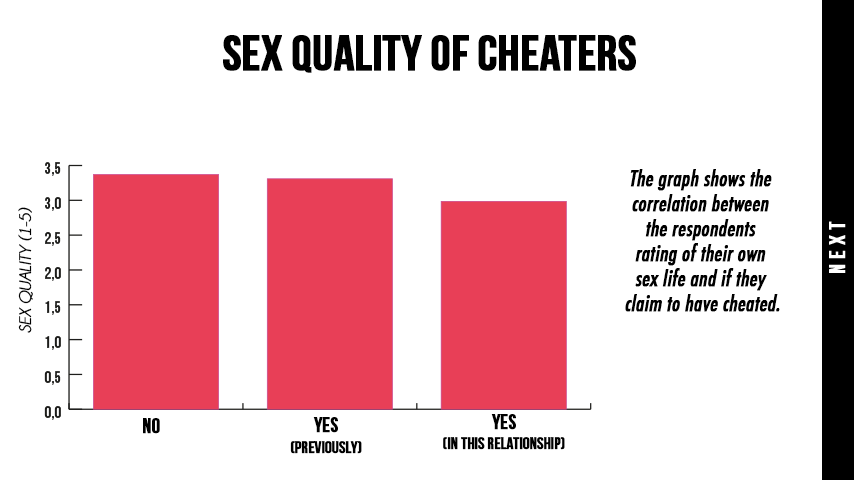 SEX QUALITY OF CHEATERS
3,5
3,0
2,5
2,0
1,5
1,0
0,5
0,0
SEX QUALITY (1-5)
NO
YES
(PREVIOUSLY)
YES
(IN THIS RELATIONSHIP)
The graph shows the
correlation between
the respondents
rating of their own
sex life and if they
claim to have cheated.
NEXT